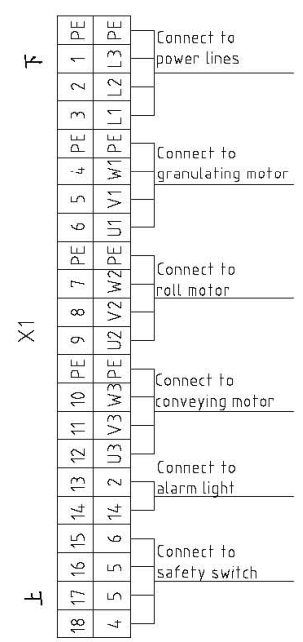 下
X1
上
PE PE
1 L3
2 L2
3 L1
PE PE
4 W1
5 V1
6 U1
PE PE
7 W2
8 V2
9 U2
PE PE
10 W3
11 V3
12 U3
13 2
14 14
15 6
16 5
17 5
18 4
Connect to
power lines
Connect to
granulating motor
Connect to
roll motor
Connect to
conveying motor
Connect to
alarm light
Connect to
safety switch